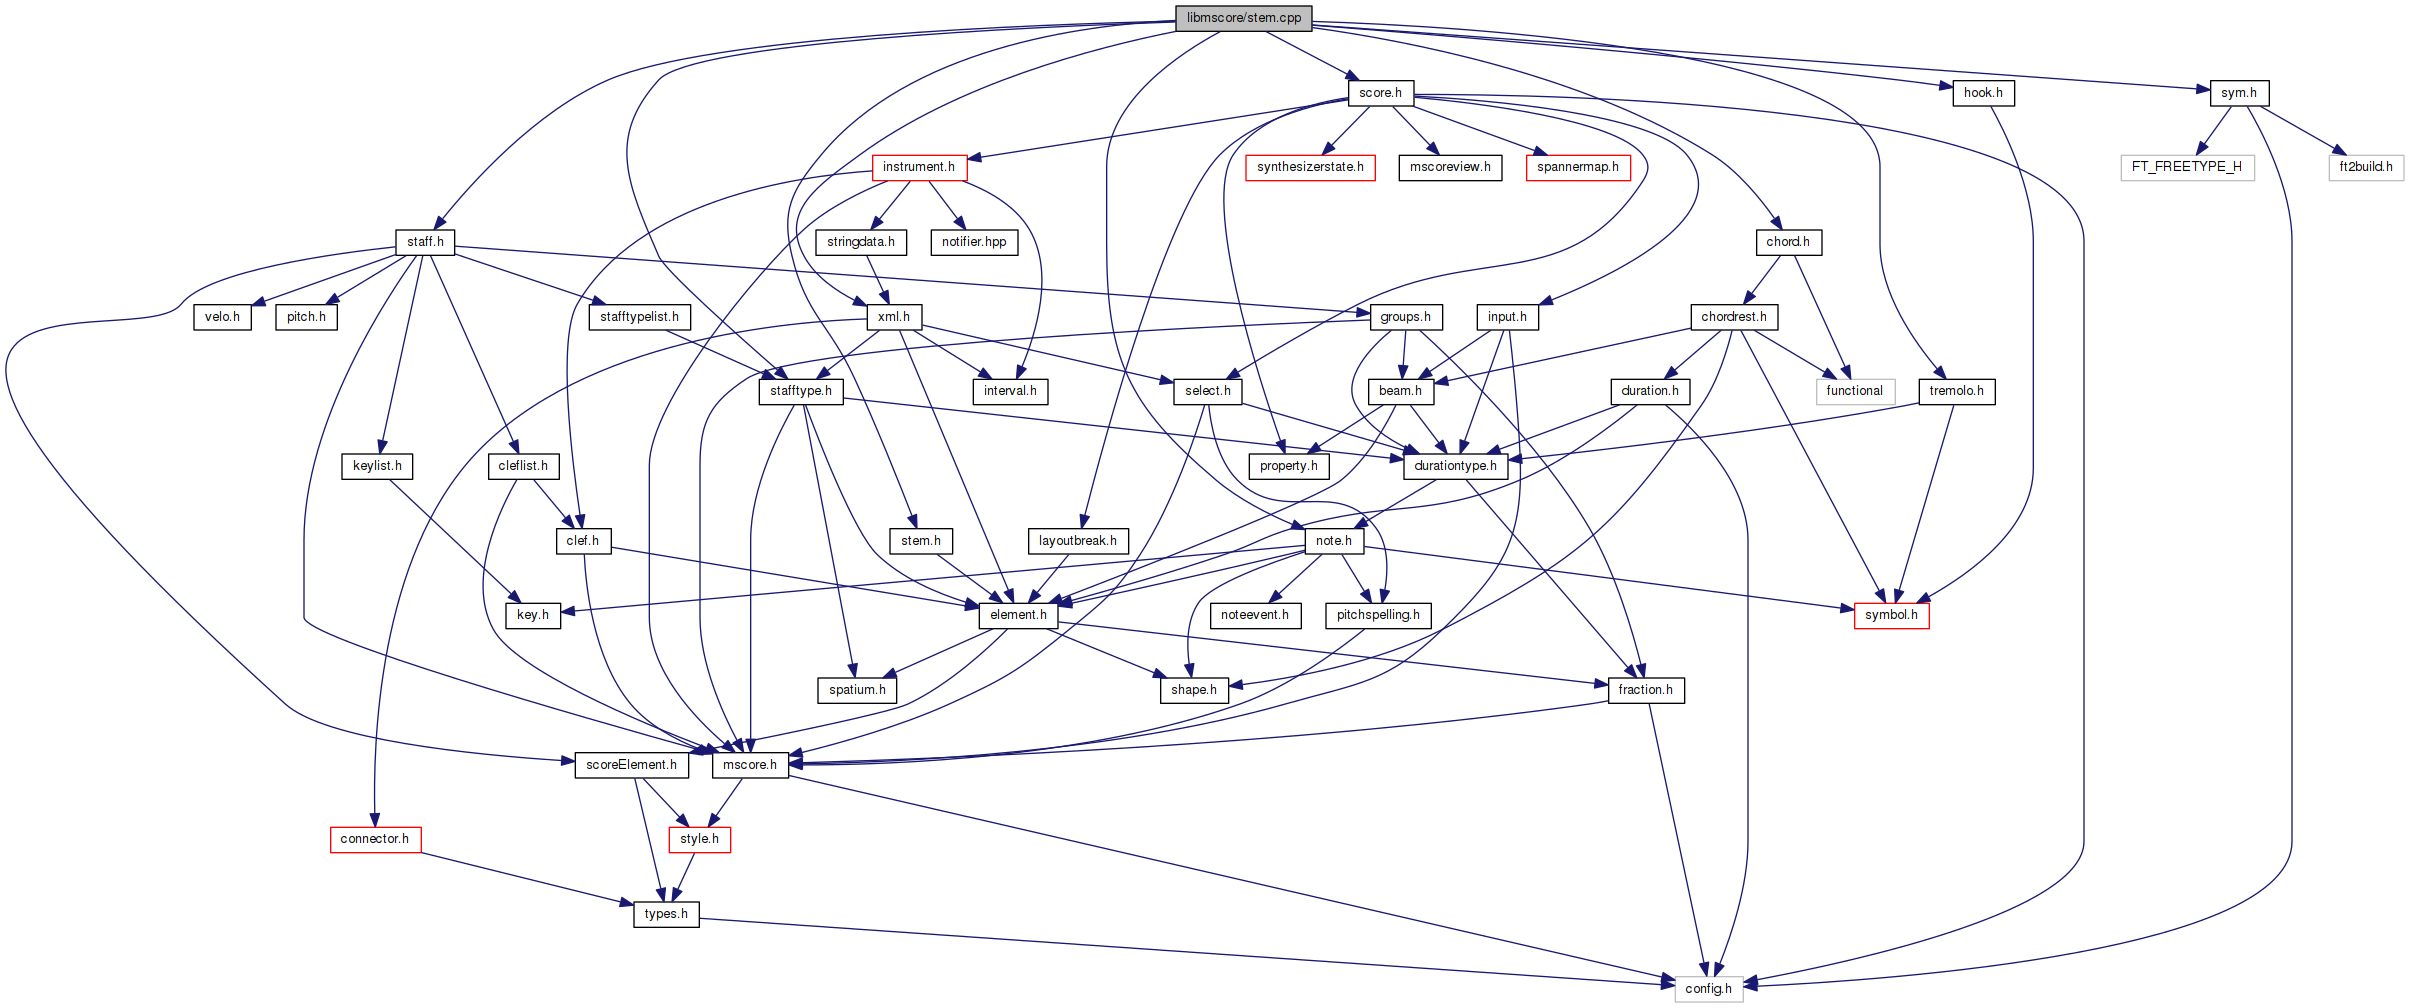 libmscore/stem.cpp
score.h
hook.h
sym.h
instrument.h
synthesizerstate.h
mscoreview.h
spannermap.h
FT_FREETYPE_H
ft2build.h
staff.h
stringdata.h
notifier.hpp
chord.h
velo.h
pitch.h
stafftypelist.h
xml.h
groups.h
input.h
chordrest.h
stafftype.h
interval.h
select.h
beam.h
duration.h
functional
tremolo.h
keylist.h
cleflist.h
property.h
durationtype.h
clef.h
stem.h
layoutbreak.h
note.h
key.h
element.h
noteevent.h
pitchspelling.h
symbol.h
spatium.h
shape.h
fraction.h
scoreElement.h
mscore.h
connector.h
style.h
types.h
config.h